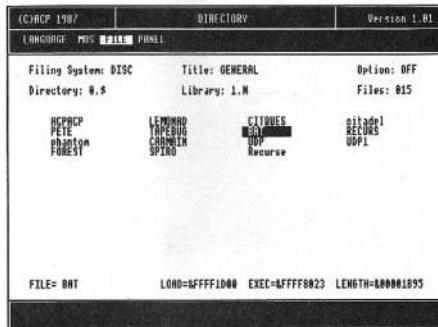 (C)ACP 1987 DIRECTORY Version 1.01
LANGUAGE MOS FILE PANEL
Filing System: DISC Title: GENERAL Option: OFF
Directory: 0.$ Library: 1.M Files: 015
ACPACP LEMONAD CITQUES citadel
PETE TAPEBUG BAT RECURS
phantom CARMAIN UDP UDP1
FOREST SPIRO Recurse
FILE= BAT LOAD=&FFFF1D00 EXEC=&FFFF8023 LENGTH=&00001B95